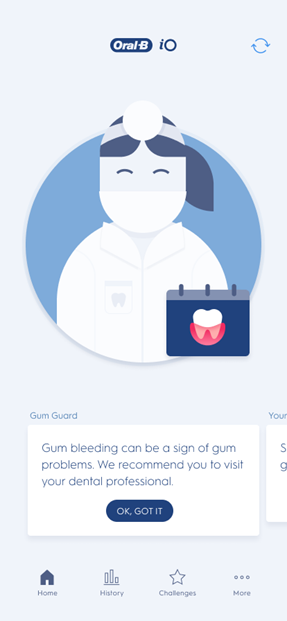 Oral-B iO
Gum Guard
Your
Gum bleeding can be a sign of gum
problems. We recommend you to visit
your dental professional.
S
g
OK, GOT IT
Home
History
Challenges
More